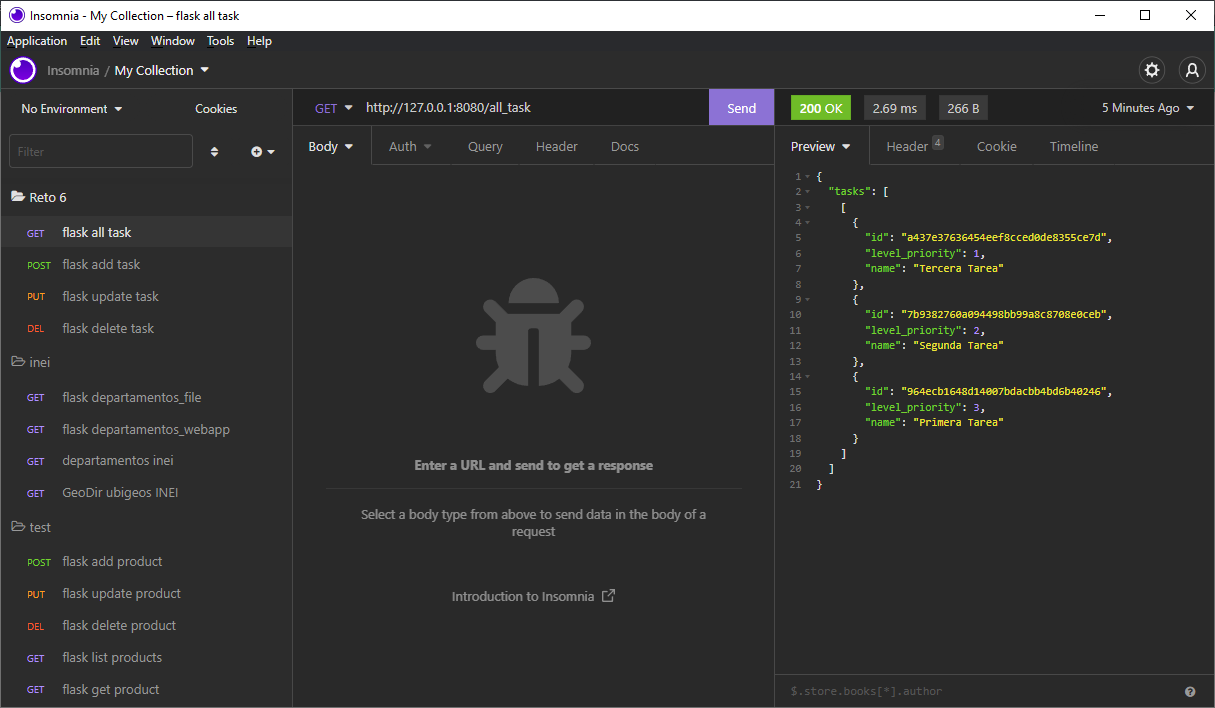 Insomnia - My Collection – flask all task
Application Edit View Window Tools Help
Insomnia / My Collection
No Environment Cookies
Filter
Reto 6
GET flask all task
POST flask add task
PUT flask update task
DEL flask delete task
inei
GET flask departamentos_file
GET flask departamentos_webapp
GET departamentos inei
GET GeoDir ubigeos INEI
test
POST flask add product
PUT flask update product
DEL flask delete product
GET flask list products
GET flask get product
GET http://127.0.0.1:8080/all_task Send
Body Auth Query Header Docs
Enter a URL and send to get a response
Select a body type from above to send data in the body of a
request
Introduction to Insomnia
200 OK 2.69 ms 266 B 5 Minutes Ago
Preview Header 4 Cookie Timeline
1 {
2 "tasks": [
3 [
4 {
5 "id": "a437e37636454eef8cced0de8355ce7d",
6 "level_priority": 1,
7 "name": "Tercera Tarea"
8 },
9 {
10 "id": "7b9382760a094498bb99a8c8708e0ceb",
11 "level_priority": 2,
12 "name": "Segunda Tarea"
13 },
14 {
15 "id": "964ecb1648d14007bdacbb4bd6b40246",
16 "level_priority": 3,
17 "name": "Primera Tarea"
18 }
19 ]
20 ]
21 }
$.store.books[*].author